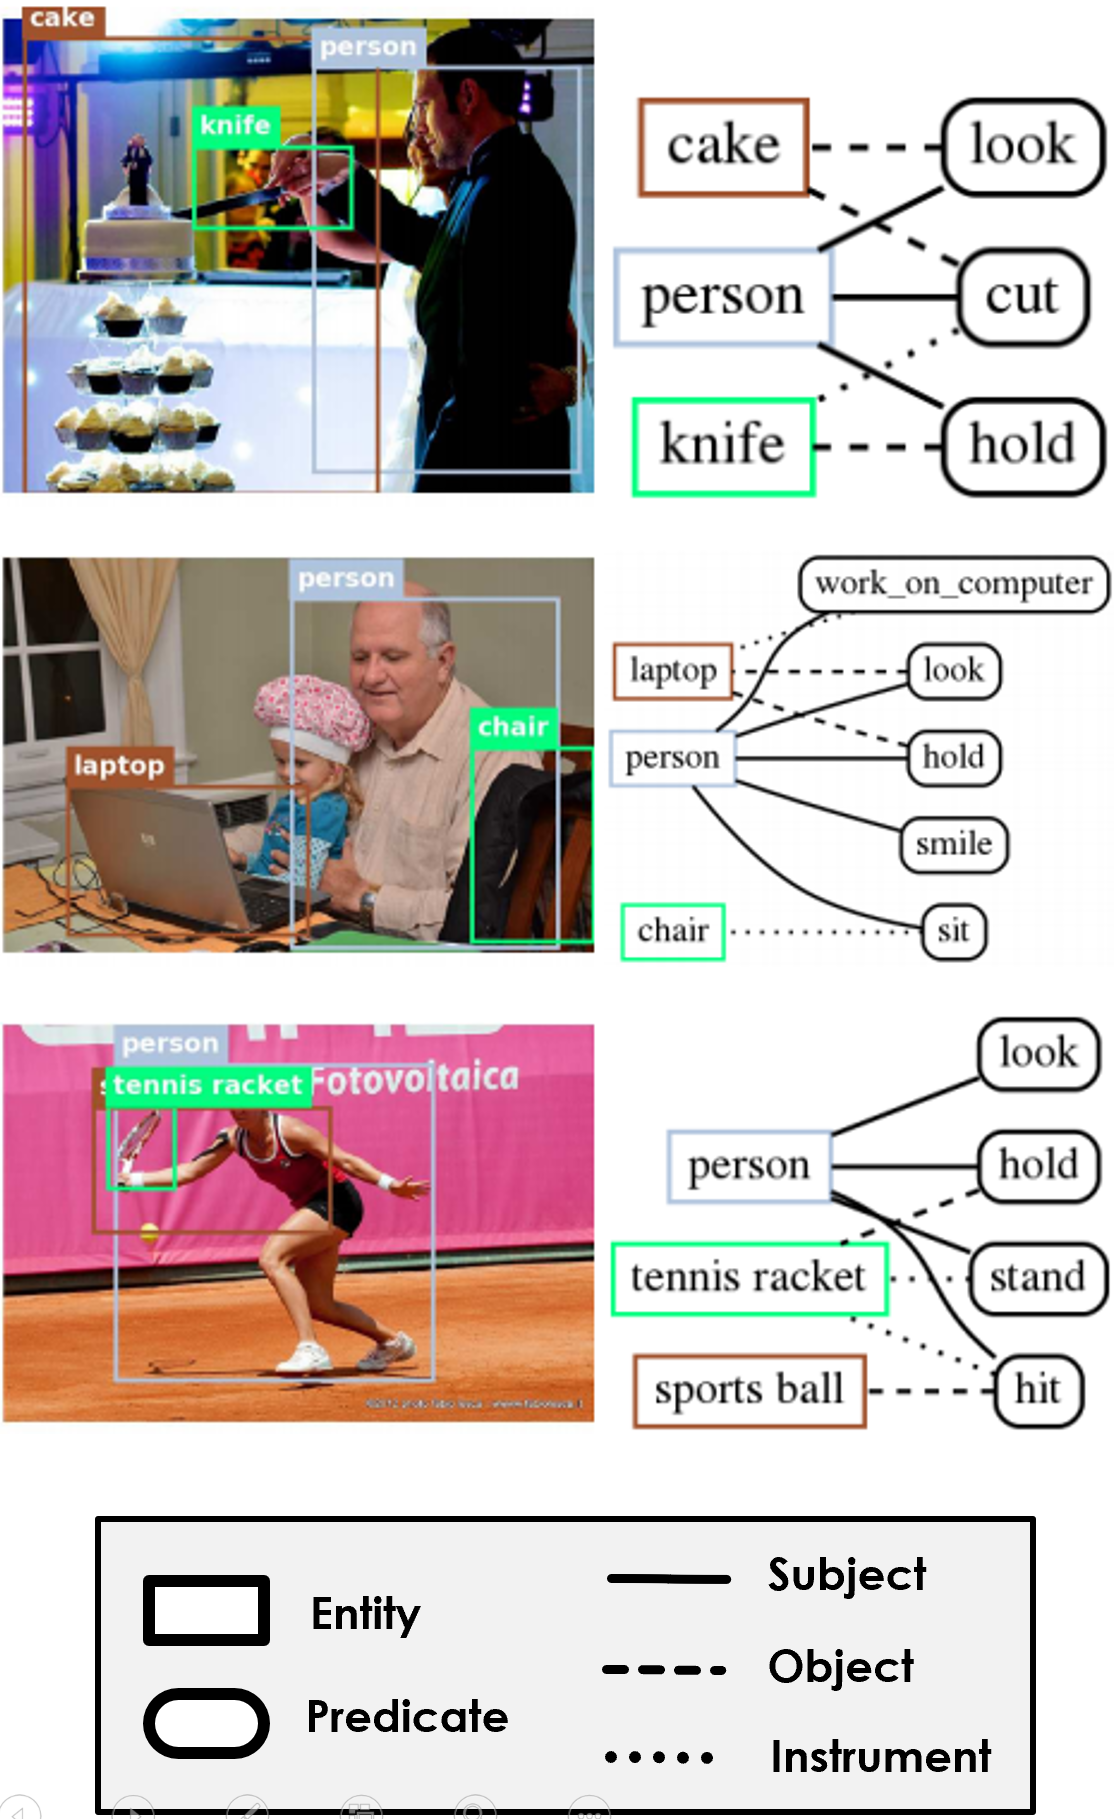 cake
person
knife
cake
look
person
cut
knife
hold
person
chair
laptop
hp
work_on_computer
laptop
look
person
hold
smile
chair
sit
person
tennis racket
Fotovoltaica
look
person
hold
tennis racket
stand
sports ball
hit
Entity
Predicate
Subject
Object
Instrument